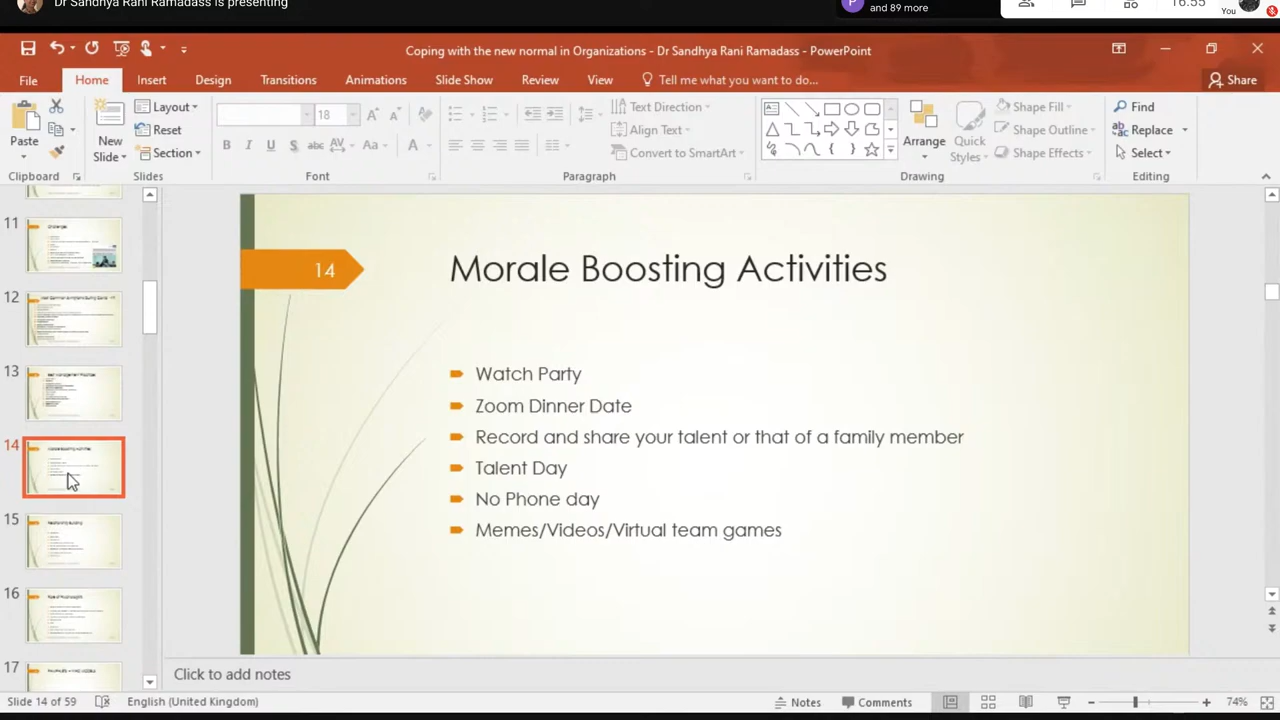 Dr Sandhya Rani Ramadass is presenting
P
and 89 more
16:55
You
Coping with the new normal in Organizations - Dr Sandhya Rani Ramadass - PowerPoint
File Home Insert Design Transitions Animations Slide Show Review View Tell me what you want to do... Share
Paste
Clipboard
New
Slide
Layout
Reset
Section
Slides
18
B I U S abc AV Aa A
Font
Text Direction
Align Text
Convert to SmartArt
Paragraph
Arrange
Quick
Styles
Shape Fill
Shape Outline
Shape Effects
Drawing
Find
Replace
Select
Editing
11
Challenges
12
13
14
15
Relationship Building
16
17
14
Morale Boosting Activities
Watch Party
Zoom Dinner Date
Record and share your talent or that of a family member
Talent Day
No Phone day
Memes/Videos/Virtual team games
Click to add notes
Slide 14 of 59 English (United Kingdom) Notes Comments 74%